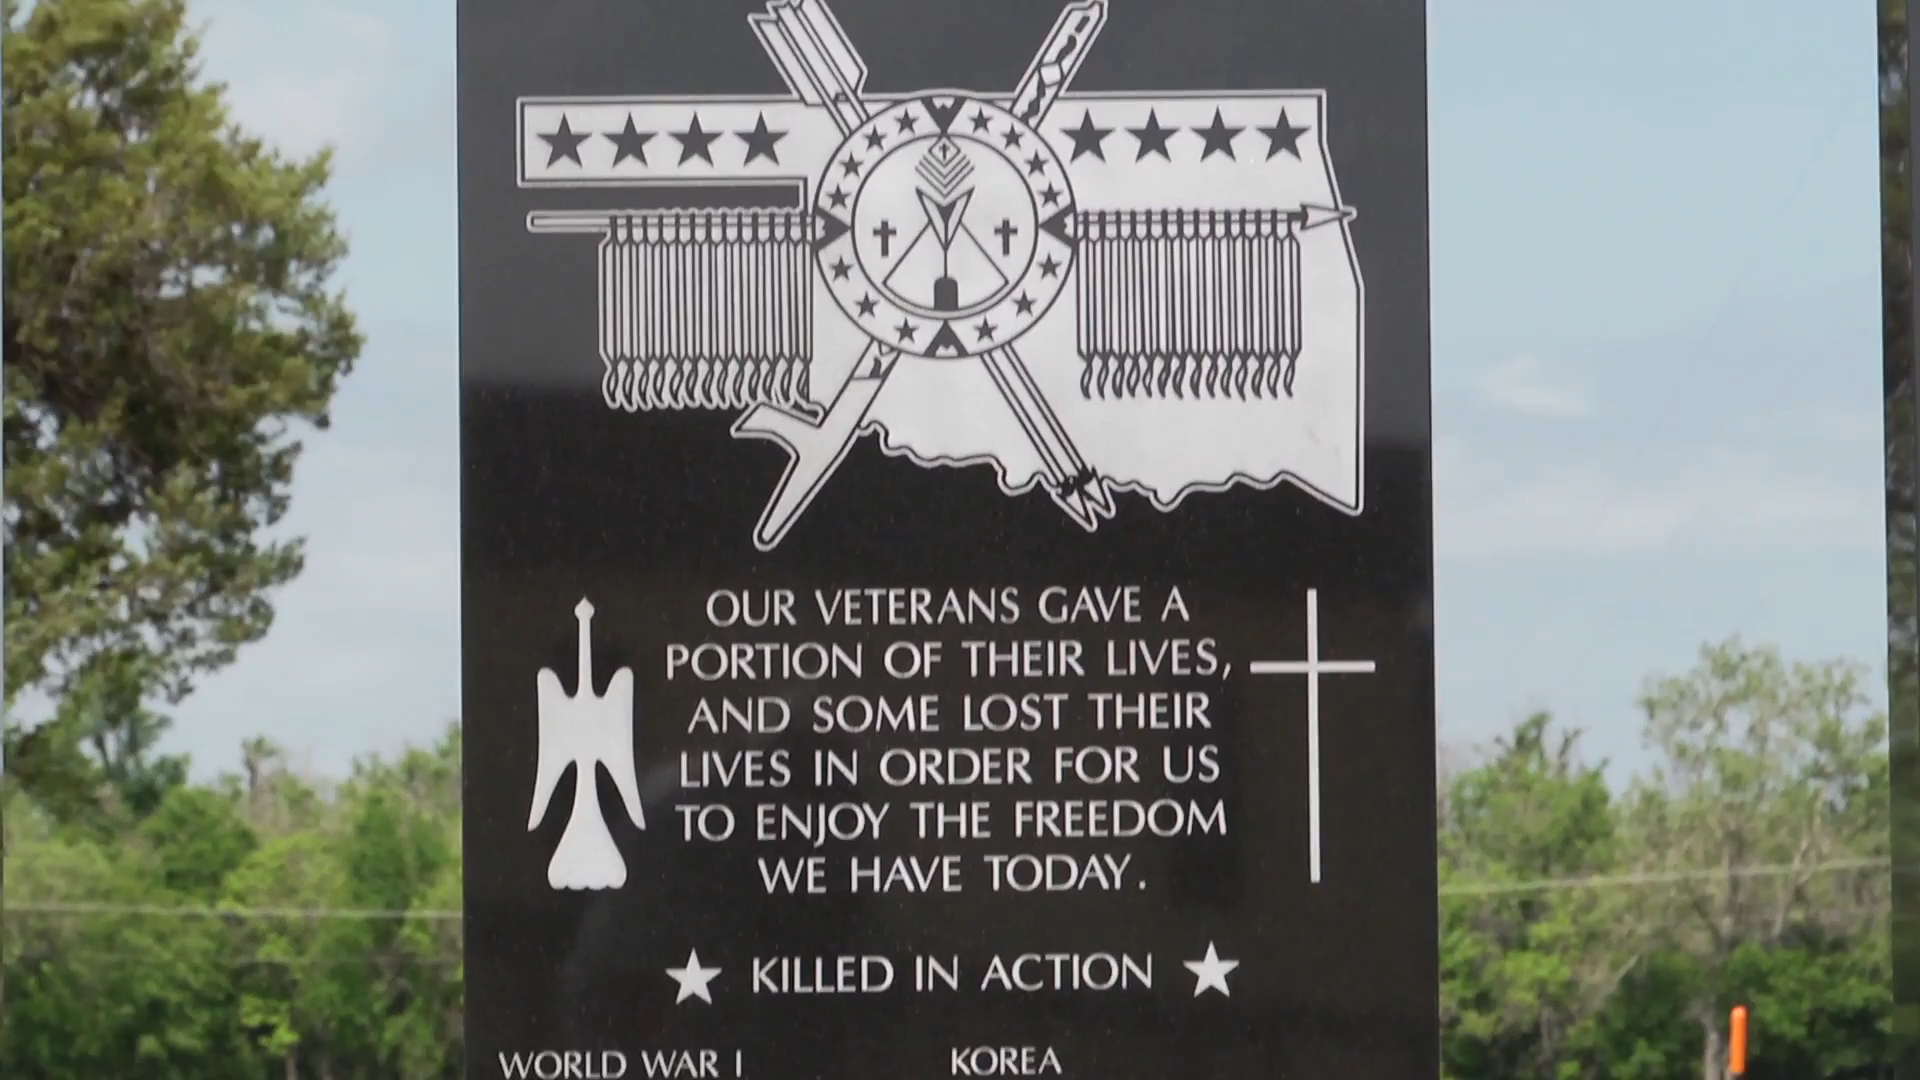 OUR VETERANS GAVE A
PORTION OF THEIR LIVES,
AND SOME LOST THEIR
LIVES IN ORDER FOR US
TO ENJOY THE FREEDOM
WE HAVE TODAY.
KILLED IN ACTION
WORLD WAR I KOREA